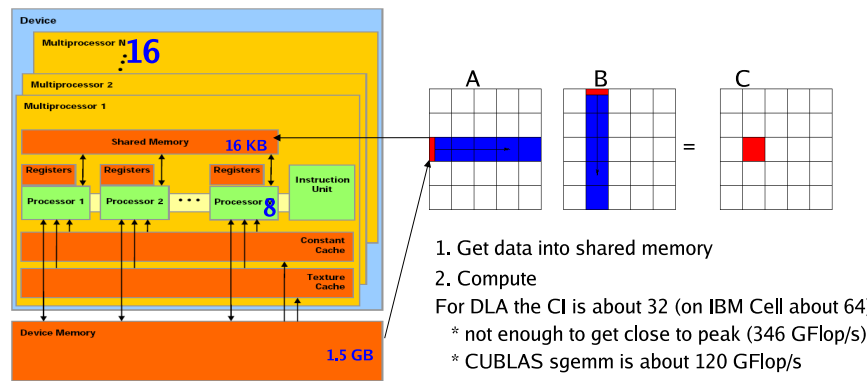 Device
Multiprocessor N
16
Multiprocessor 2
Multiprocessor 1
Shared Memory
16 KB
Registers
Registers
Registers
Instruction
Unit
Processor 1
Processor 2
Processor
8
Constant
Cache
Texture
Cache
Device Memory
1.5 GB
A
B
C
=
1. Get data into shared memory
2. Compute
For DLA the CI is about 32 (on IBM Cell about 64)
* not enough to get close to peak (346 GFlop/s)
* CUBLAS sgemm is about 120 GFlop/s